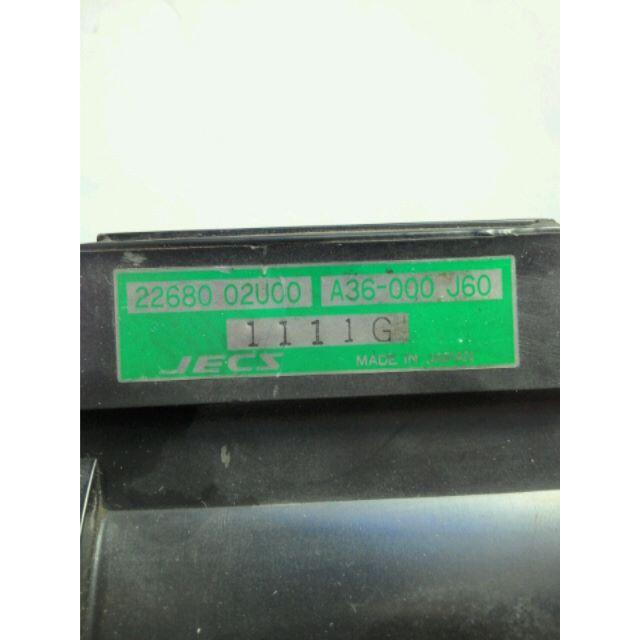 22680 02U00 A36-000 J60
1111G
JECS MADE IN JAPAN